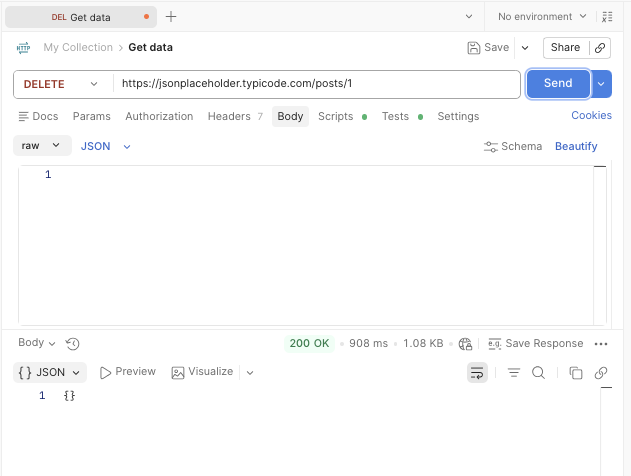 DEL Get data No environment
HTTP My Collection > Get data Save Share
DELETE https://jsonplaceholder.typicode.com/posts/1 Send
Docs Params Authorization Headers 7 Body Scripts Tests Settings Cookies
raw JSON Schema Beautify
1
Body 200 OK 908 ms 1.08 KB e.g. Save Response
{} JSON Preview Visualize
1 {}